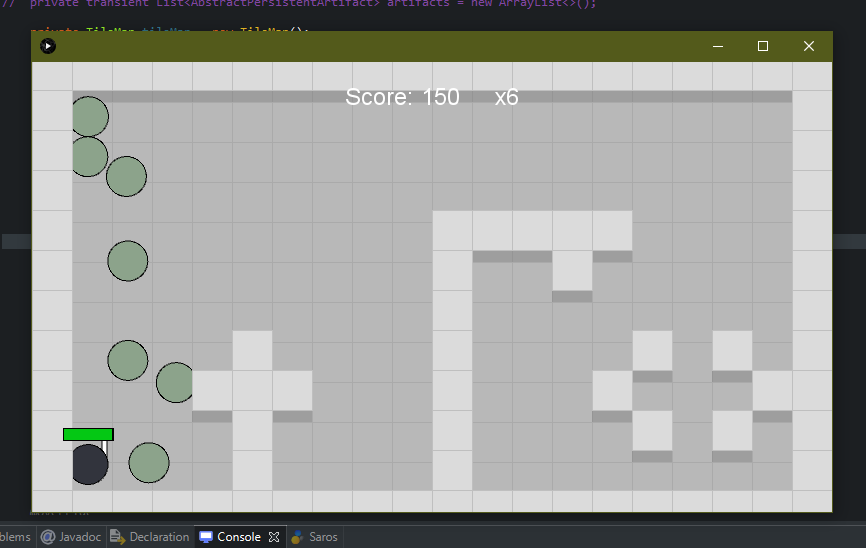 // private transient List<AbstractPersistentArtifact> artifacts = new ArrayList<>();
private TileMap tileMap = new TileMap();
Score: 150 x6
blems @ Javadoc Declaration Console Saros